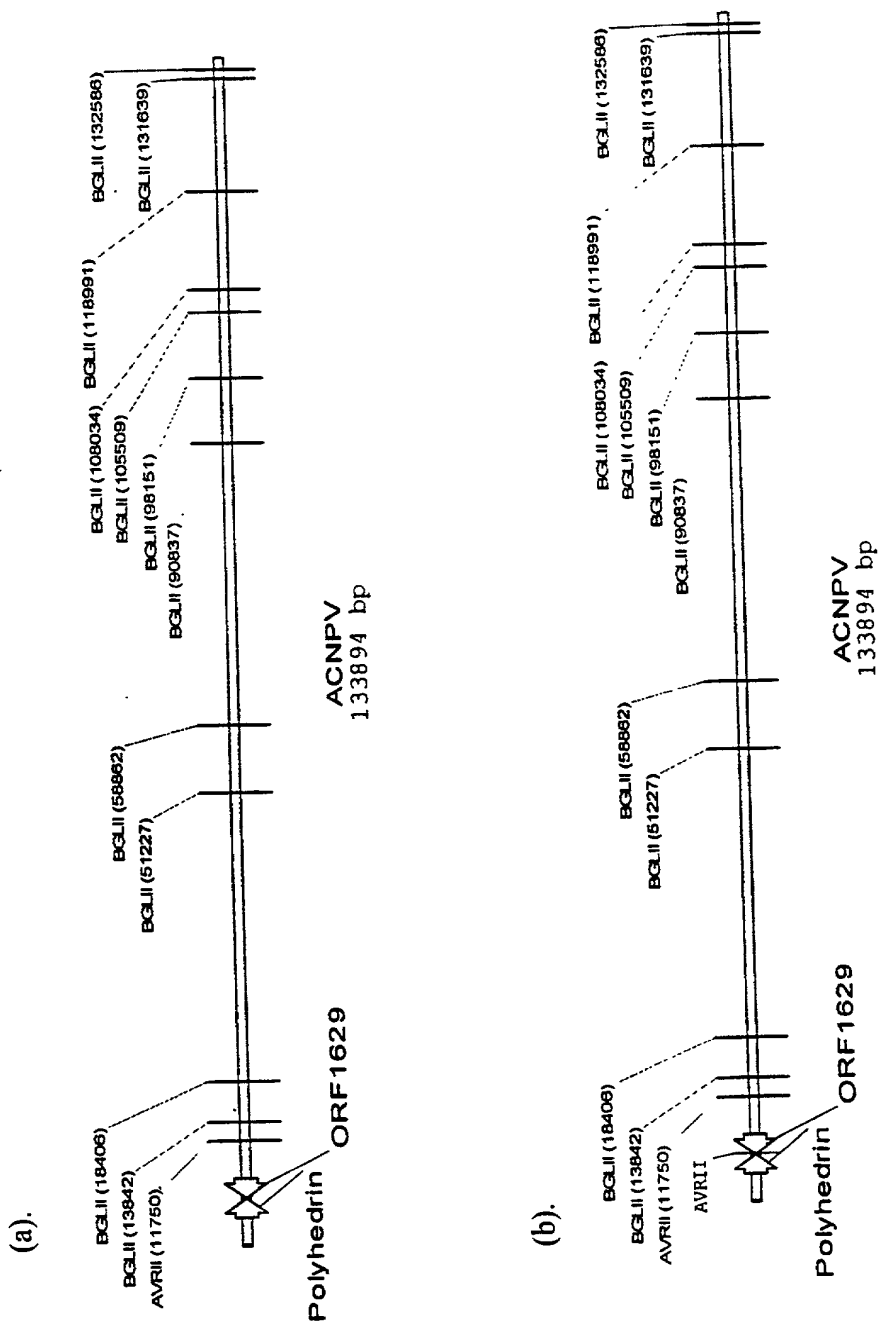 (a).
BGLII (18406)
BGLII (13842)
AVRII (11750).
Polyhedrin
ORF1629
BGLII (58862)
BGLII (51227)
ACNPV
133894 bp
BGLII (108034)
BGLII (105509)
BGLII (98151)
BGLII (90837)
BGLII (118991)
BGLII (132586)
BGLII (131639)
(b).
BGLII (18406)
BGLII (13842)
AVRII (11750)
AVRII
Polyhedrin
ORF1629
BGLII (58862)
BGLII (51227)
ACNPV
133894 bp
BGLII (108034)
BGLII (105509)
BGLII (98151)
BGLII (90837)
BGLII (118991)
BGLII (132586)
BGLII (131639)